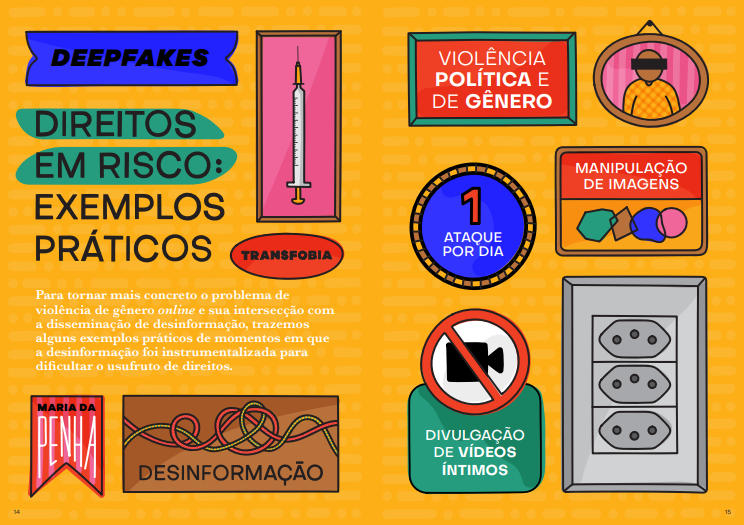 DEEPFAKES
DIREITOS
EM RISCO:
EXEMPLOS
PRÁTICOS
TRANSFOBIA
Para tornar mais concreto o problema de
violência de gênero online e sua intersecção com
a disseminação de desinformação, trazemos
alguns exemplos práticos de momentos em que
a desinformação foi instrumentalizada para
dificultar o usufruto de direitos.
MARIA DA
PENHA
DESINFORMAÇÃO
14
VIOLÊNCIA
POLÍTICA E
DE GÊNERO
MANIPULAÇÃO
DE IMAGENS
1
ATAQUE
POR DIA
DIVULGAÇÃO
DE VÍDEOS
ÍNTIMOS
15